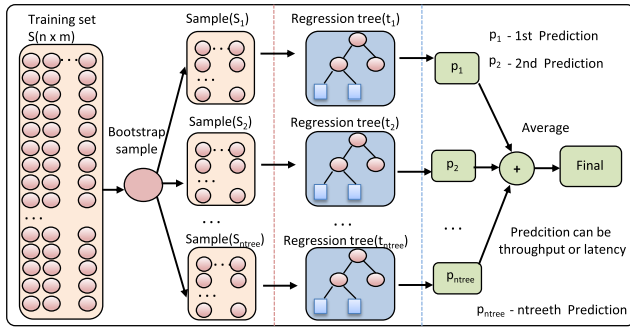 Training set
S(n x m)
...
...
Bootstrap
sample
Sample(S1)
...
...
...
Sample(S2)
...
...
...
...
Sample(Sntree)
...
...
...
Regression tree(t1)
Regression tree(t2)
...
Regression tree(tntree)
p1
p2
...
pntree
p1 - 1st Prediction
p2 - 2nd Prediction
Average
+
Final
Predcition can be
throughput or latency
pntree - ntreeth Prediction